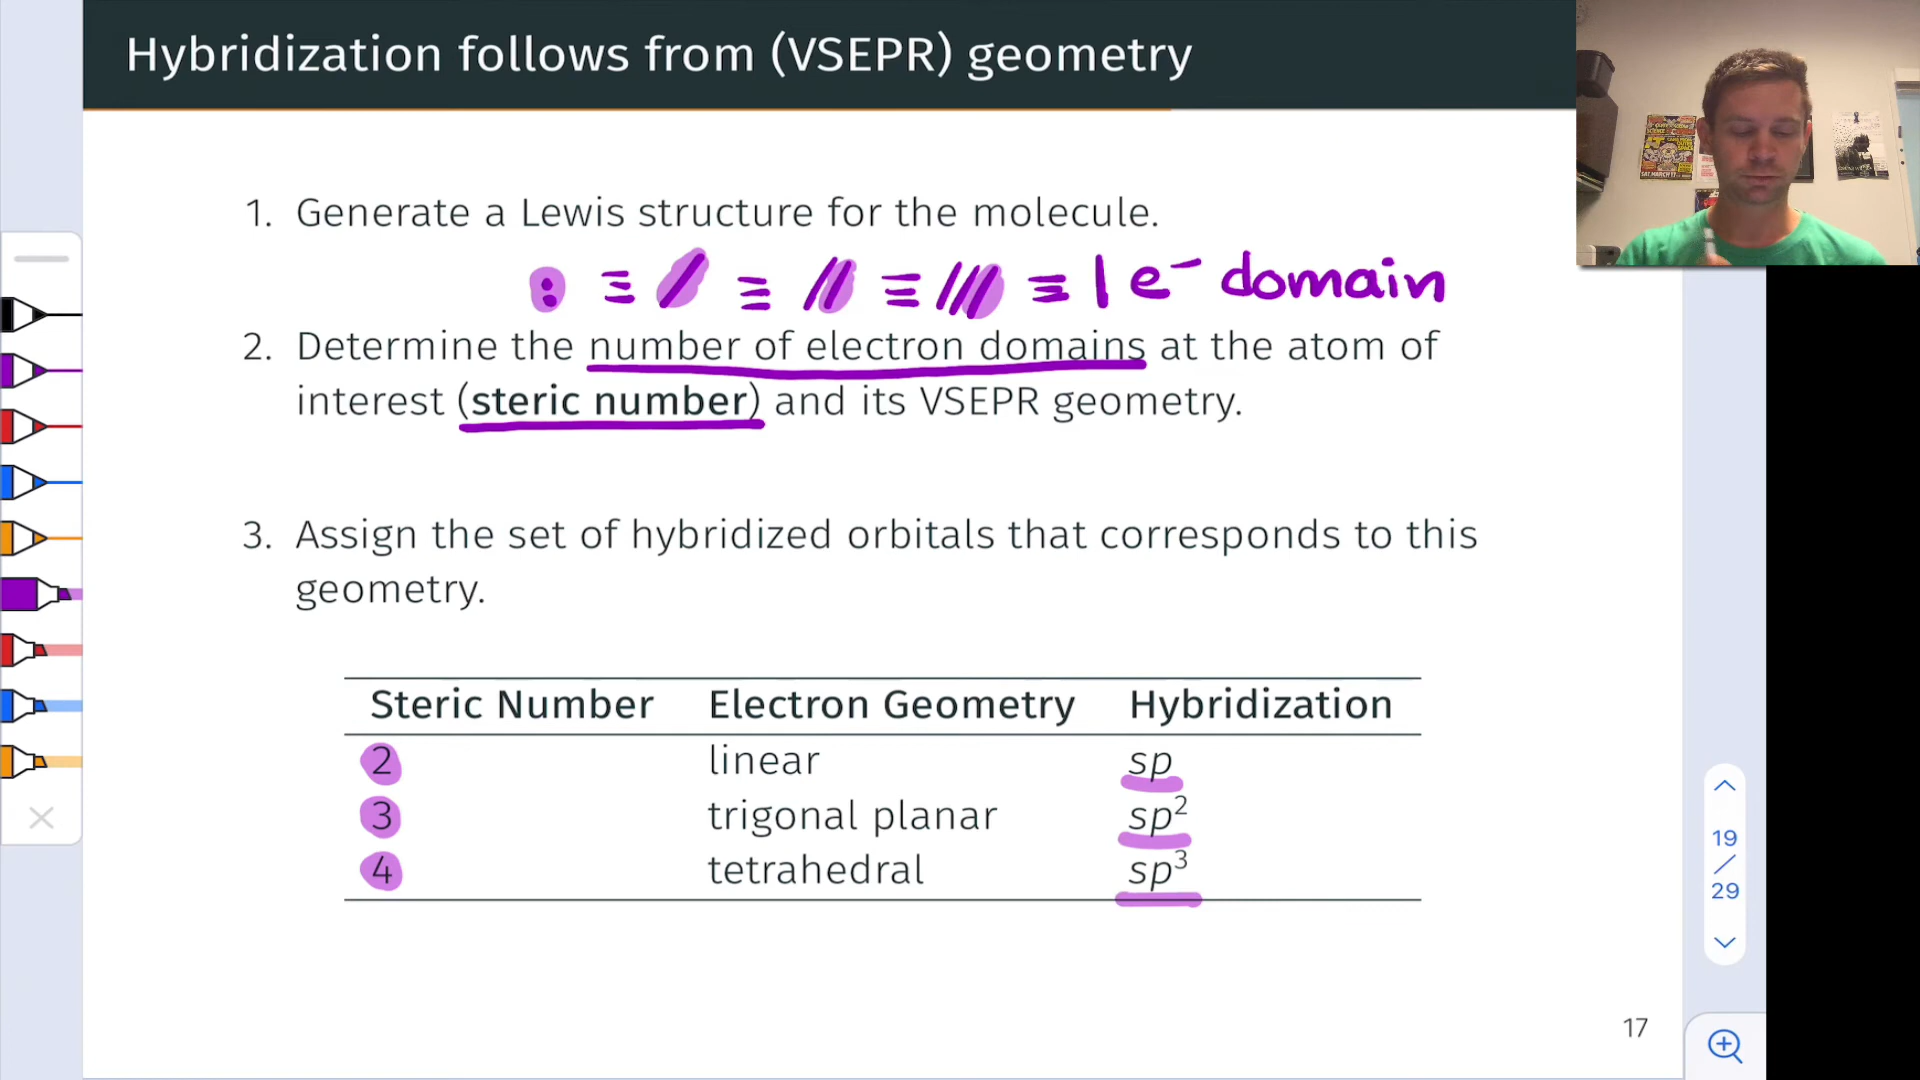 Hybridization follows from (VSEPR) geometry
1. Generate a Lewis structure for the molecule.
: ≡ / ≡ // ≡ /// ≡ 1 e⁻ domain
2. Determine the number of electron domains at the atom of
interest (steric number) and its VSEPR geometry.
3. Assign the set of hybridized orbitals that corresponds to this
geometry.
Steric Number Electron Geometry Hybridization
2 linear sp
3 trigonal planar sp²
4 tetrahedral sp³
19
/
29
17